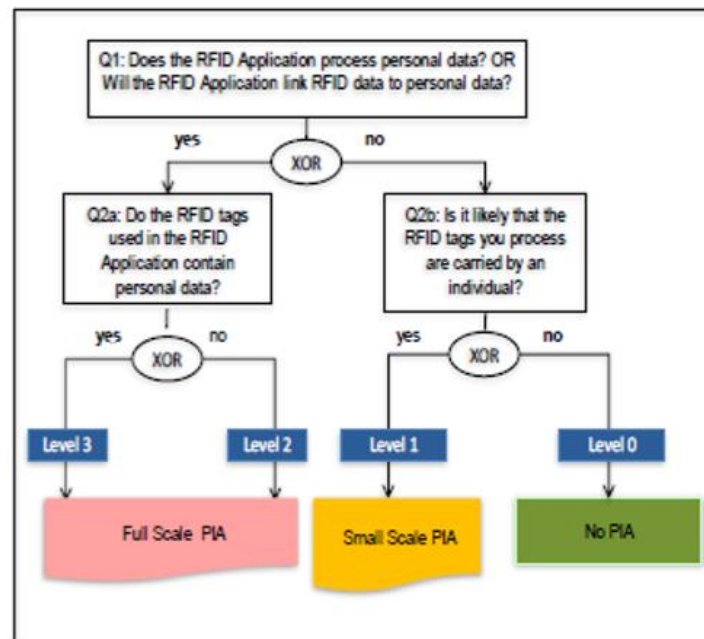 Q1: Does the RFID Application process personal data? OR
Will the RFID Application link RFID data to personal data?
yes
no
XOR
Q2a: Do the RFID tags
used in the RFID
Application contain
personal data?
Q2b: Is it likely that the
RFID tags you process
are carried by an
individual?
yes
no
XOR
yes
no
XOR
Level 3
Level 2
Level 1
Level 0
Full Scale PIA
Small Scale PIA
No PIA